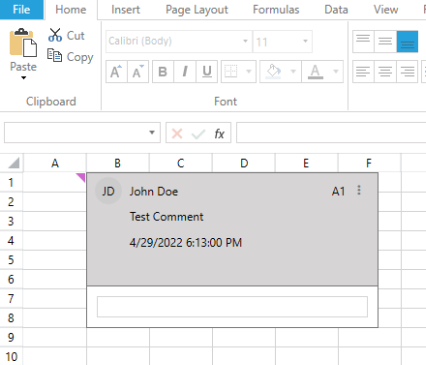 File Home Insert Page Layout Formulas Data View F
Cut
Calibri (Body) 11
Paste Copy
A A B I U A
Clipboard Font
fx
A B C D E F
1
JD John Doe A1
2
Test Comment
3
4/29/2022 6:13:00 PM
4
5
6
7
8
9
10